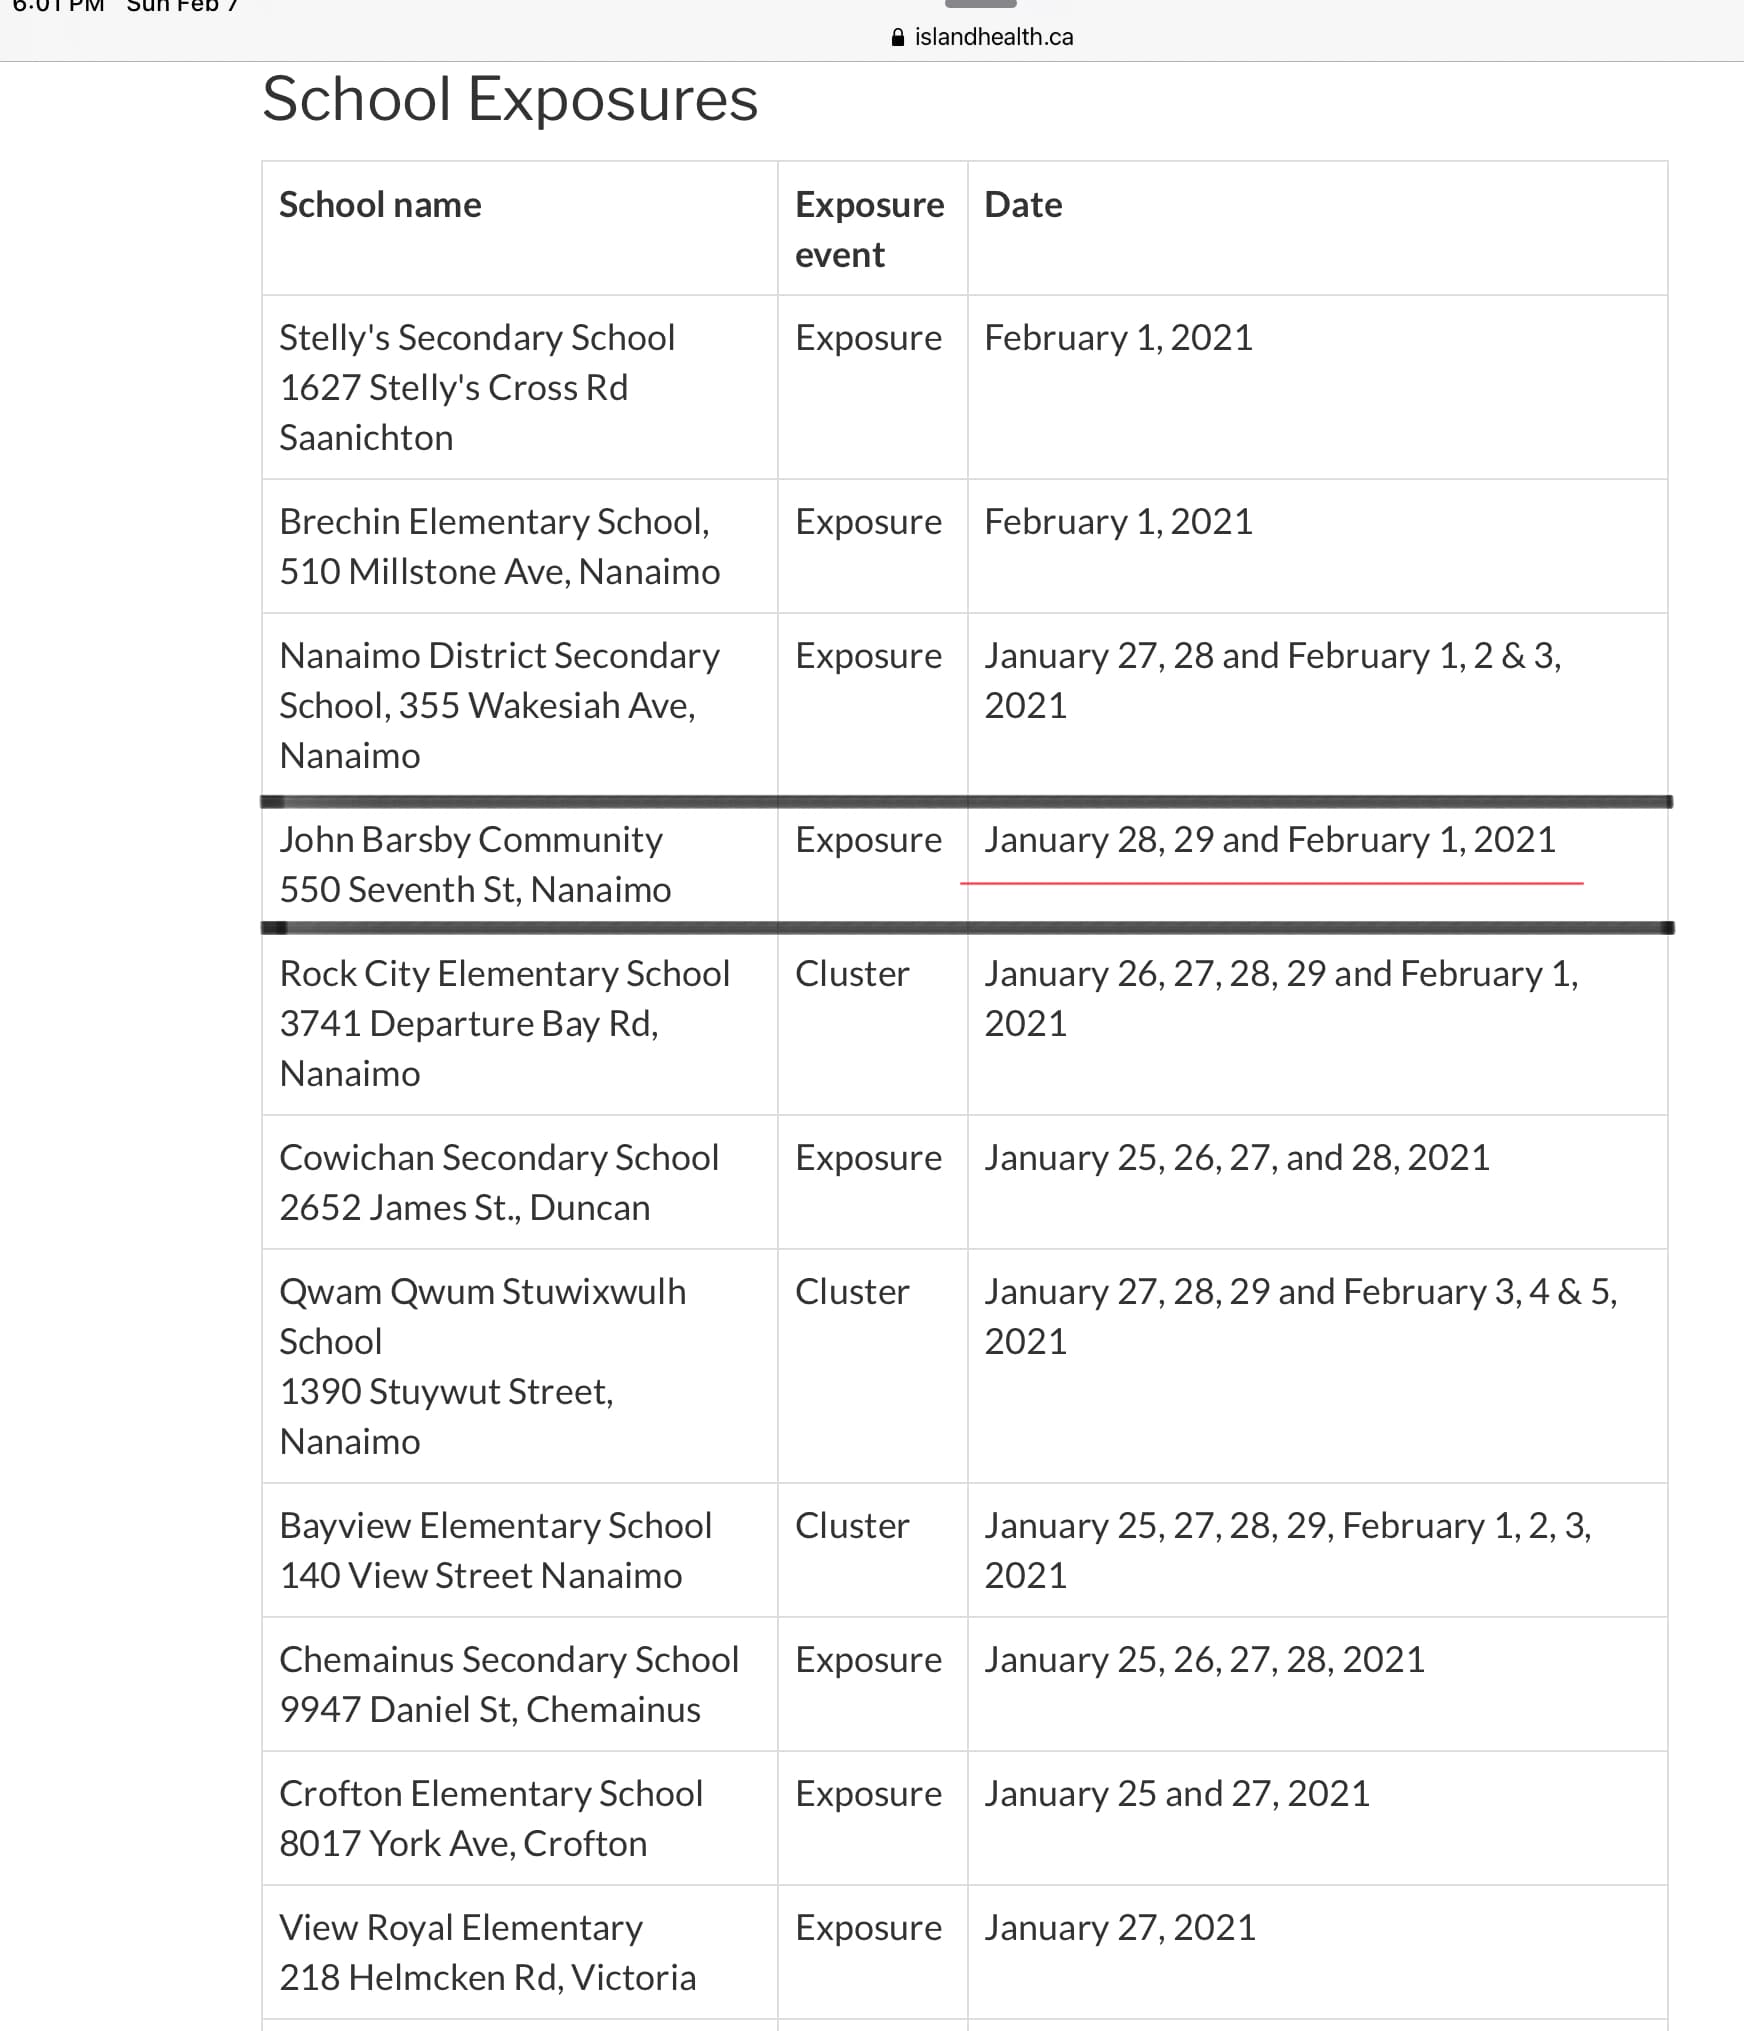 6:01 PM Sun Feb 7
islandhealth.ca
School Exposures
School name
Exposure
event
Date
Stelly's Secondary School
1627 Stelly's Cross Rd
Saanichton
Exposure
February 1, 2021
Brechin Elementary School,
510 Millstone Ave, Nanaimo
Exposure
February 1, 2021
Nanaimo District Secondary
School, 355 Wakesiah Ave,
Nanaimo
Exposure
January 27, 28 and February 1, 2 & 3,
2021
John Barsby Community
550 Seventh St, Nanaimo
Exposure
January 28, 29 and February 1, 2021
Rock City Elementary School
3741 Departure Bay Rd,
Nanaimo
Cluster
January 26, 27, 28, 29 and February 1,
2021
Cowichan Secondary School
2652 James St., Duncan
Exposure
January 25, 26, 27, and 28, 2021
Qwam Qwum Stuwixwulh
School
1390 Stuywut Street,
Nanaimo
Cluster
January 27, 28, 29 and February 3, 4 & 5,
2021
Bayview Elementary School
140 View Street Nanaimo
Cluster
January 25, 27, 28, 29, February 1, 2, 3,
2021
Chemainus Secondary School
9947 Daniel St, Chemainus
Exposure
January 25, 26, 27, 28, 2021
Crofton Elementary School
8017 York Ave, Crofton
Exposure
January 25 and 27, 2021
View Royal Elementary
218 Helmcken Rd, Victoria
Exposure
January 27, 2021